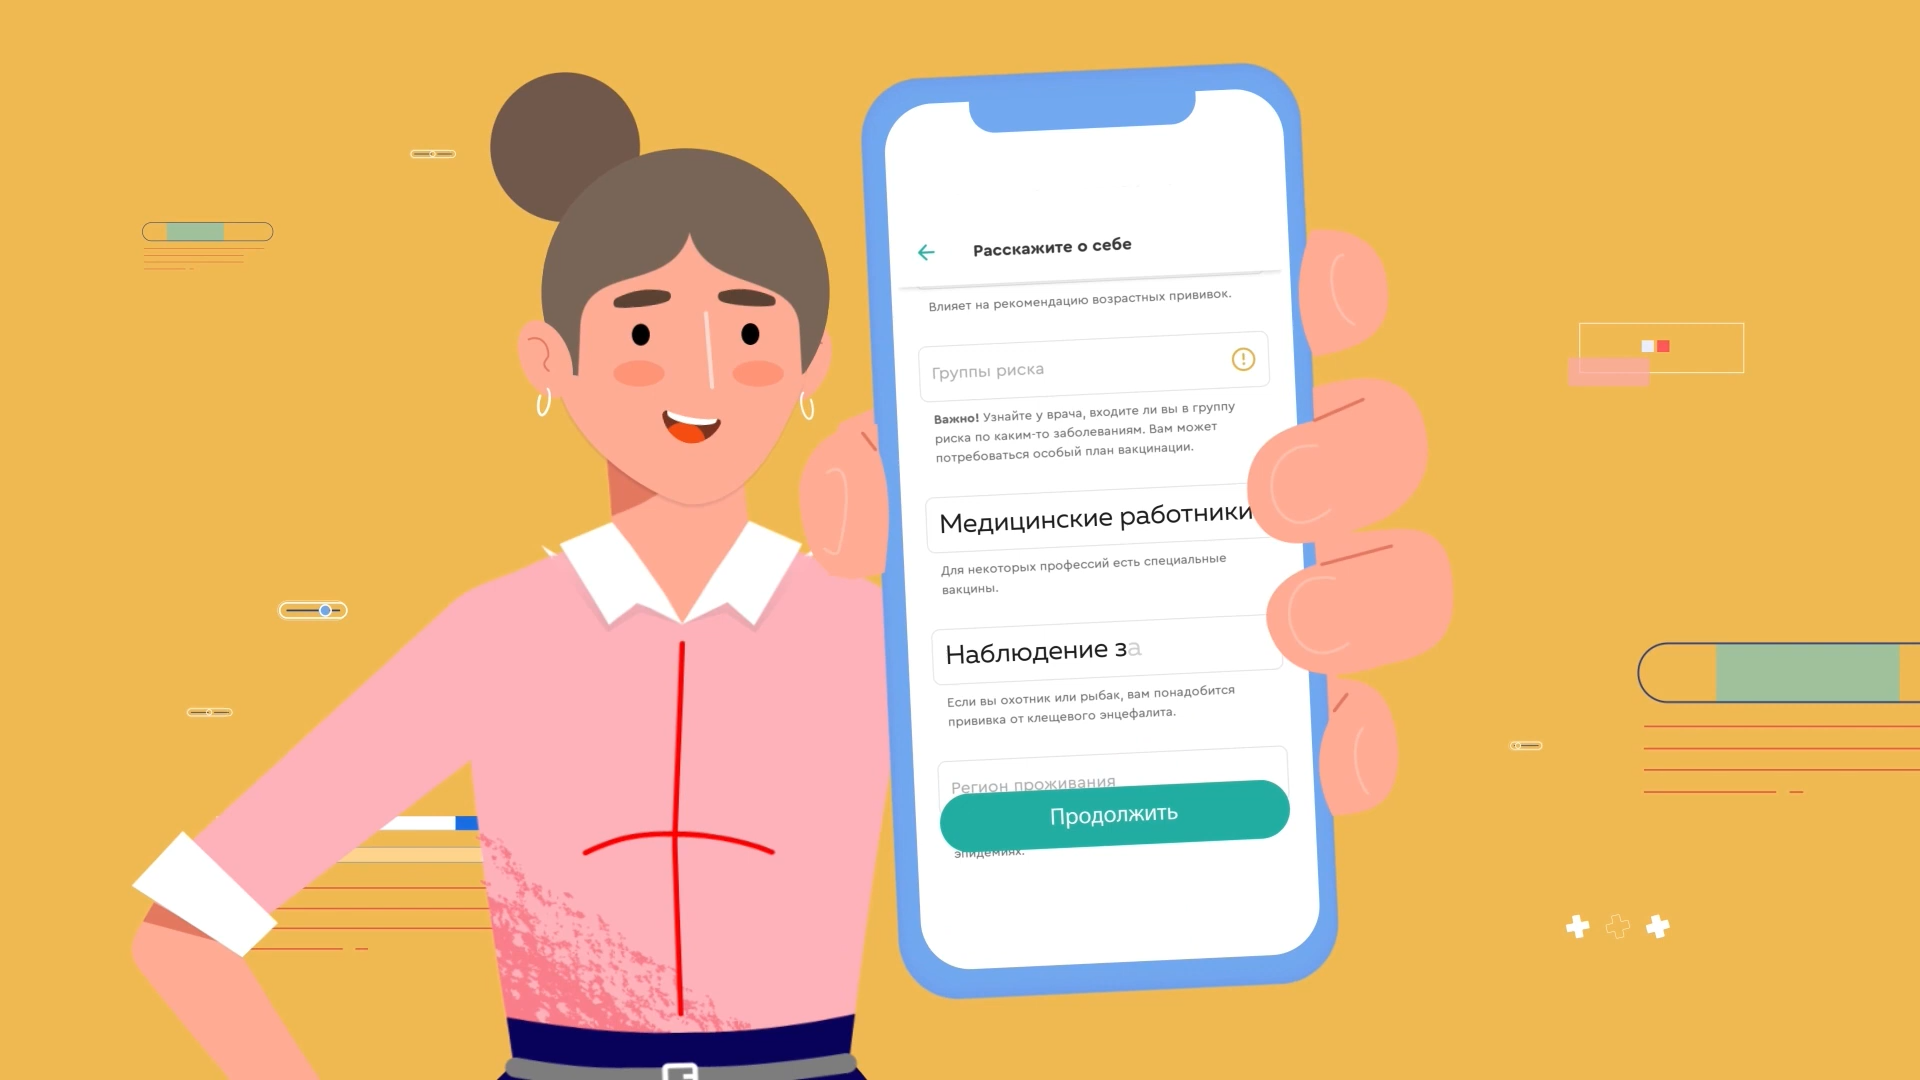 Расскажите о себе
Влияет на рекомендацию возрастных прививок.
Группы риска
Важно! Узнайте у врача, входите ли вы в группу
риска по каким-то заболеваниям. Вам может
потребоваться особый план вакцинации.
Медицинские работники
Для некоторых профессий есть специальные
вакцины.
Наблюдение за
Если вы охотник или рыбак, вам понадобится
прививка от клещевого энцефалита.
Регион проживания
Продолжить
эпидемиях.